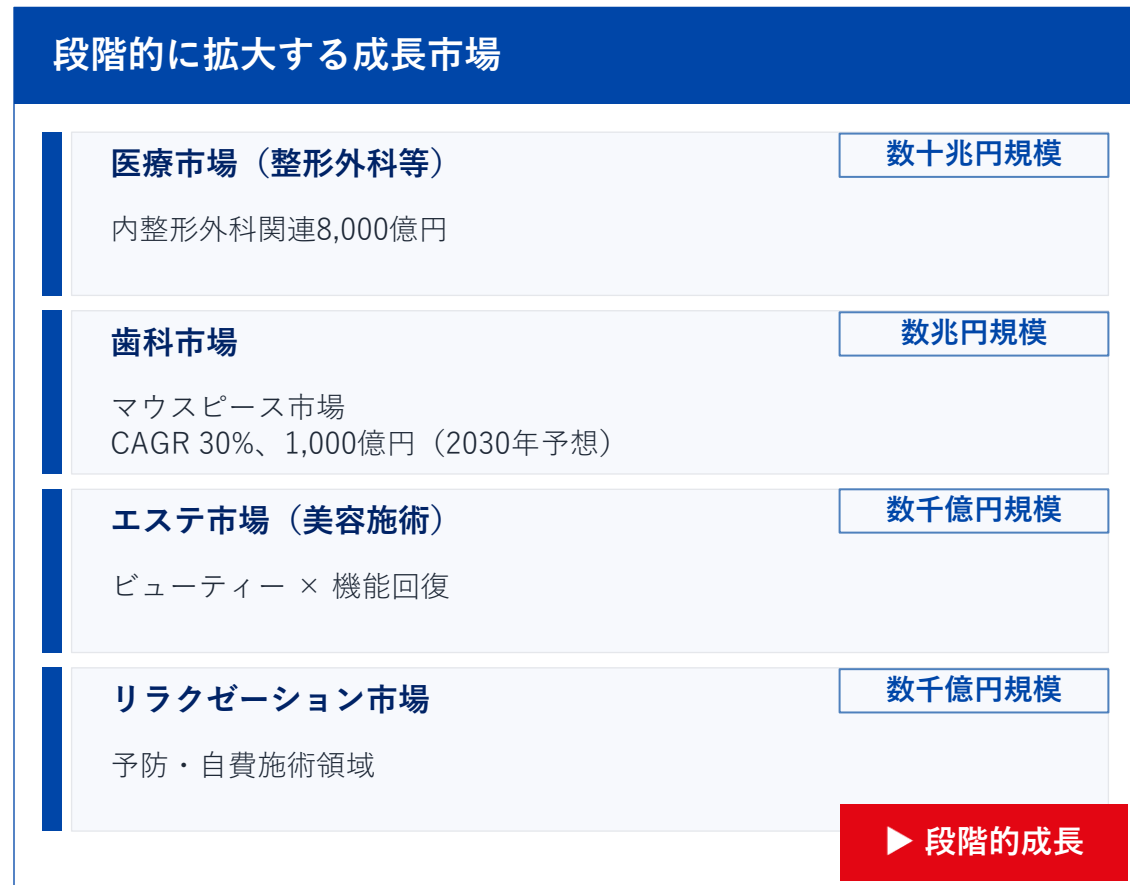 段階的に拡大する成長市場
医療市場（整形外科等）
数十兆円規模
内整形外科関連8,000億円
歯科市場
数兆円規模
マウスピース市場
CAGR 30%、1,000億円（2030年予想）
エステ市場（美容施術）
数千億円規模
ビューティー × 機能回復
リラクゼーション市場
数千億円規模
予防・自費施術領域
▶ 段階的成長